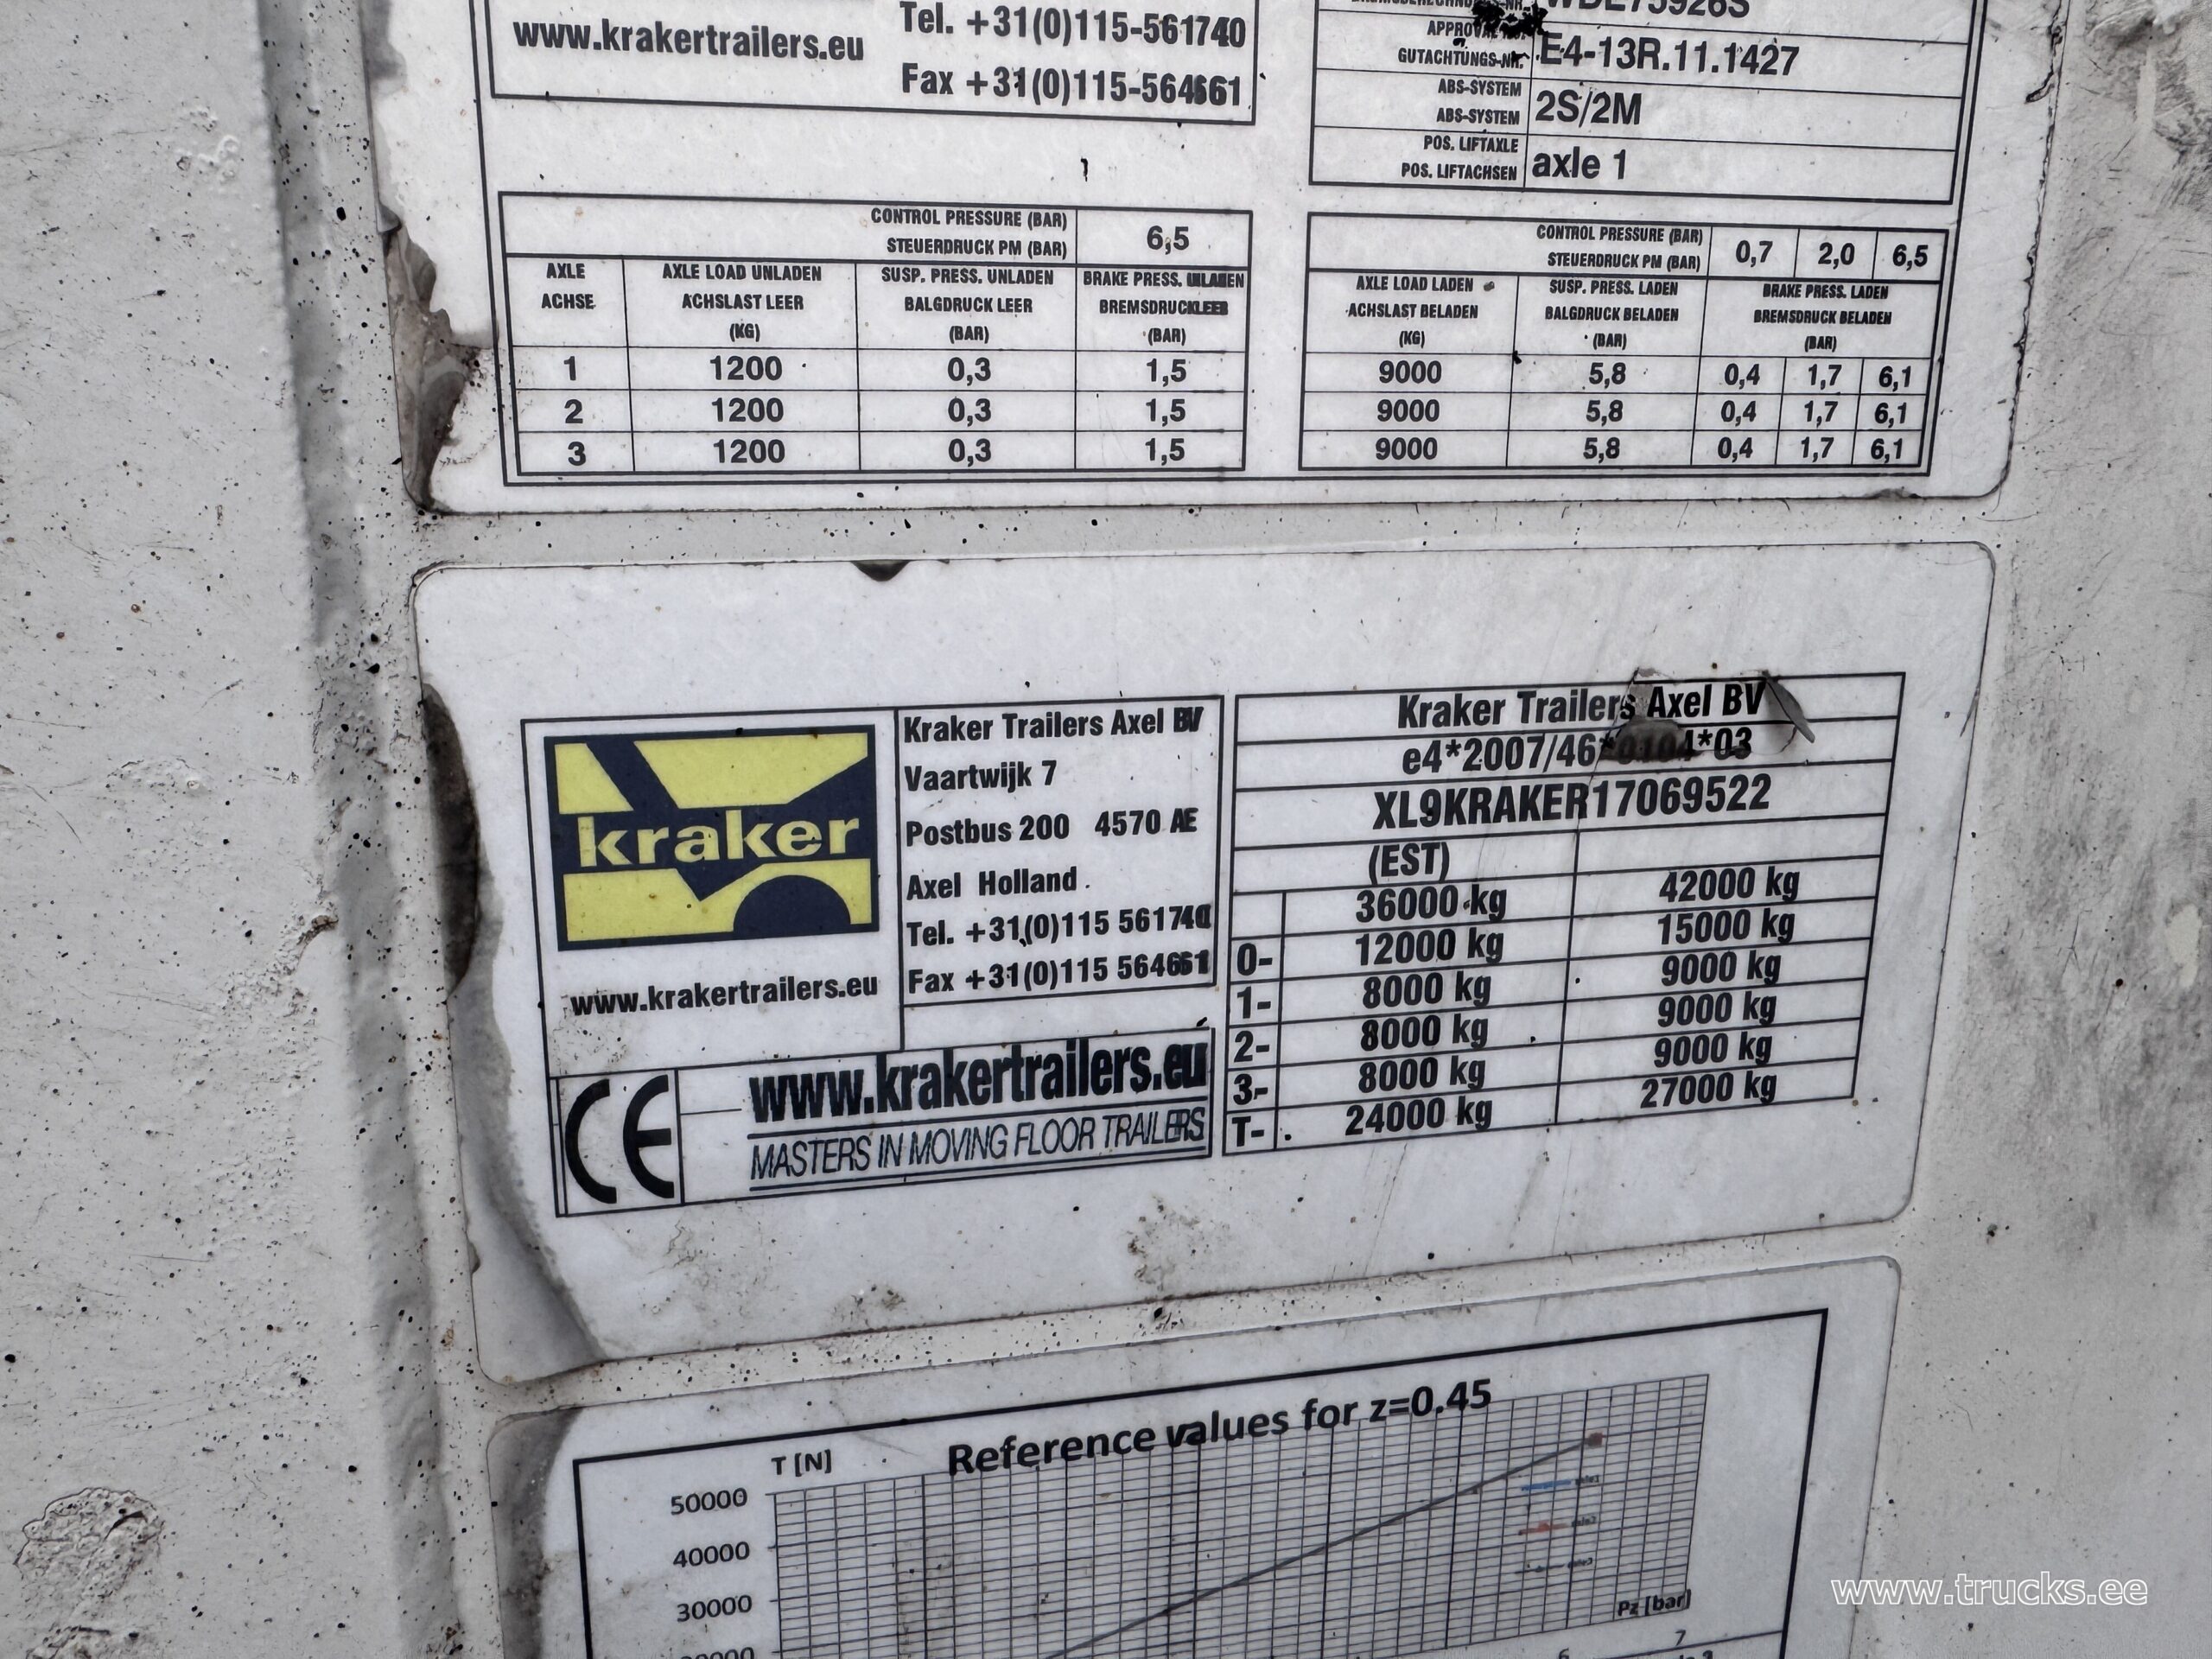 www.krakertrailers.eu
Tel. +31(0)115-561740
Fax +31(0)115-564661
APPROVAL
GUTACHTUNGS-NR. E4-13R.11.1427
ABS-SYSTEM
ABS-SYSTEM 2S/2M
POS. LIFTAXLE
POS. LIFTACHSEN axle 1
CONTROL PRESSURE (BAR)
STEUERDRUCK PM (BAR) 6,5
AXLE AXLE LOAD UNLADEN SUSP. PRESS. UNLADEN BRAKE PRESS. UNLADEN
ACHSE ACHSLAST LEER BALGDRUCK LEER BREMSDRUCK LEER
(KG) (BAR) (BAR)
1 1200 0,3 1,5
2 1200 0,3 1,5
3 1200 0,3 1,5
CONTROL PRESSURE (BAR)
STEUERDRUCK PM (BAR) 0,7 2,0 6,5
AXLE LOAD LADEN SUSP. PRESS. LADEN BRAKE PRESS. LADEN
ACHSLAST BELADEN BALGDRUCK BELADEN BREMSDRUCK BELADEN
(KG) (BAR) (BAR)
9000 5,8 0,4 1,7 6,1
9000 5,8 0,4 1,7 6,1
9000 5,8 0,4 1,7 6,1
kraker
www.krakertrailers.eu
Kraker Trailers Axel BV
Vaartwijk 7
Postbus 200 4570 AE
Axel Holland
Tel. +31(0)115 561740
Fax +31(0)115 564661
CE
www.krakertrailers.eu
MASTERS IN MOVING FLOOR TRAILERS
Kraker Trailers Axel BV
e4*2007/46*0104*03
XL9KRAKER17069522
(EST)
36000 kg 42000 kg
0- 12000 kg 15000 kg
1- 8000 kg 9000 kg
2- 8000 kg 9000 kg
3- 8000 kg 9000 kg
T- 24000 kg 27000 kg
Reference values for z=0.45
T [N]
50000
40000
30000
Pz [bar]
6 7
www.trucks.ee